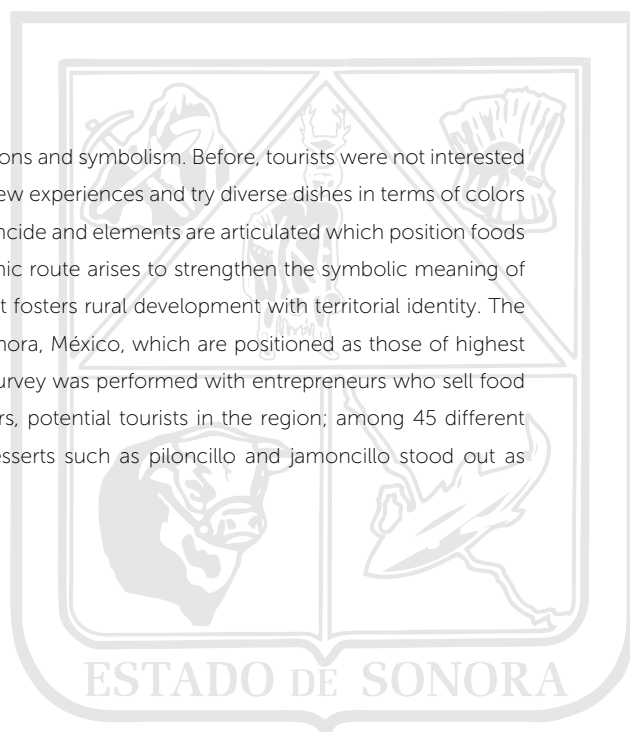 ons and symbolism. Before, tourists were not interested
ew experiences and try diverse dishes in terms of colors
ncide and elements are articulated which position foods
nic route arises to strengthen the symbolic meaning of
t fosters rural development with territorial identity. The
nora, México, which are positioned as those of highest
urvey was performed with entrepreneurs who sell food
rs, potential tourists in the region; among 45 different
esserts such as piloncillo and jamoncillo stood out as
ESTADO DE SONORA